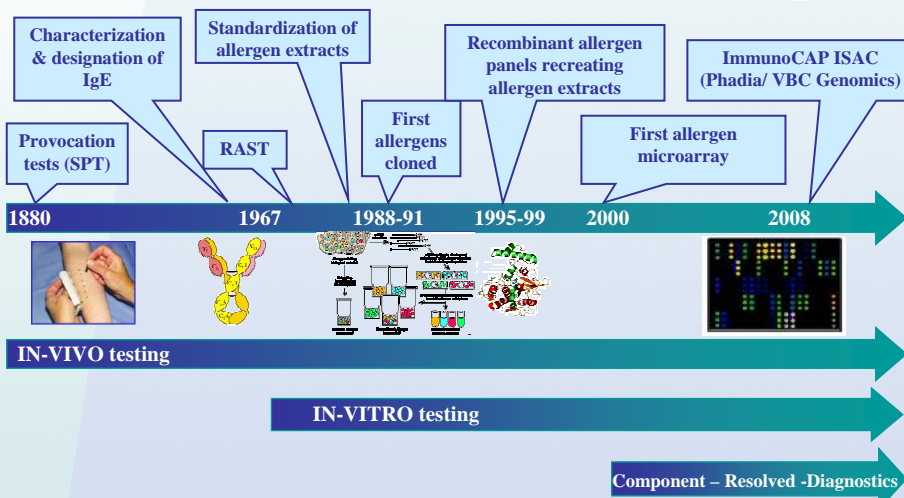 Characterization
& designation of
IgE
Standardization of
allergen extracts
Recombinant allergen
panels recreating
allergen extracts
ImmunoCAP ISAC
(Phadia/ VBC Genomics)
Provocation
tests (SPT)
RAST
First
allergens
cloned
First allergen
microarray
1880
1967
1988-91
1995-99
2000
2008
IN-VIVO testing
IN-VITRO testing
Component – Resolved -Diagnostics